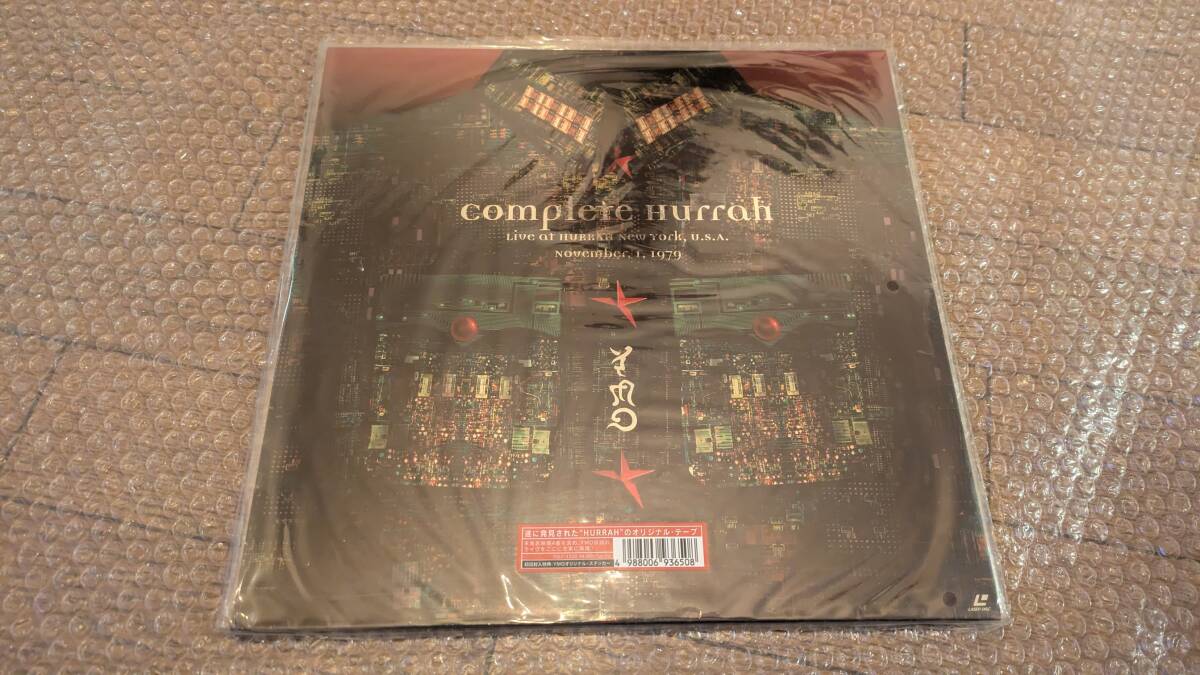 complete Hurrah
Live at HURRAH New York, U.S.A.
November. 1, 1979
YMO
遂に発見された"HURRAH"のオリジナル・テープ
初回封入特典 YMOオリジナル・ステッカー
4 988006 936508
LASER DISC